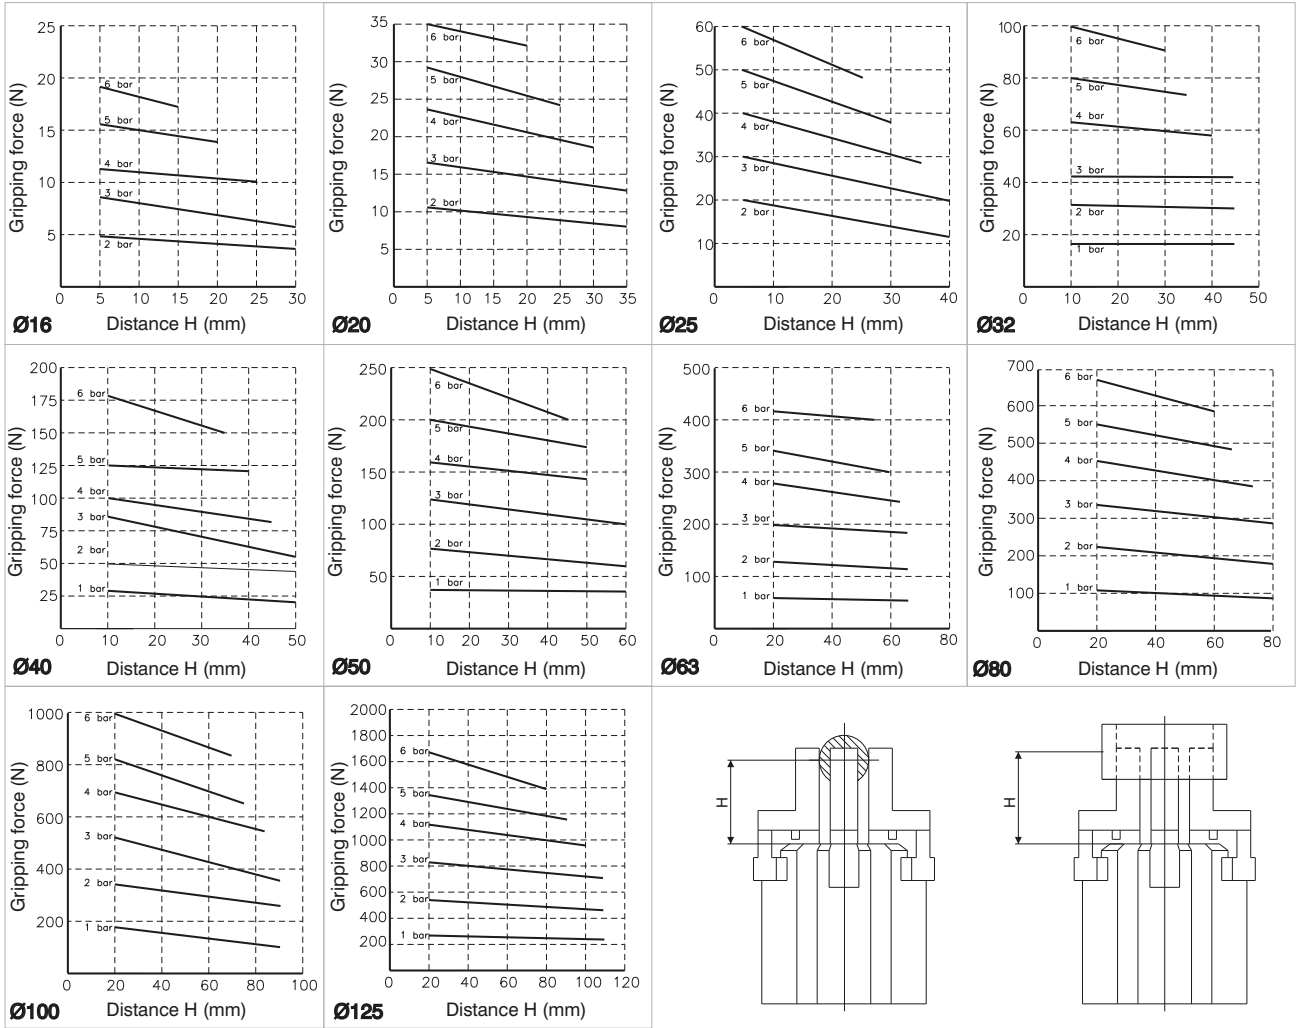 Gripping force (N)
25
20
15
10
5
6 bar
5 bar
4 bar
3 bar
2 bar
0 5 10 15 20 25 30
Ø16 Distance H (mm)
Gripping force (N)
35
30
25
20
15
10
5
6 bar
5 bar
4 bar
3 bar
2 bar
0 5 10 15 20 25 30 35
Ø20 Distance H (mm)
Gripping force (N)
60
50
40
30
20
10
6 bar
5 bar
4 bar
3 bar
2 bar
0 10 20 30 40
Ø25 Distance H (mm)
Gripping force (N)
100
80
60
40
20
6 bar
5 bar
4 bar
3 bar
2 bar
1 bar
0 10 20 30 40 50
Ø32 Distance H (mm)
Gripping force (N)
200
175
150
125
100
75
50
25
6 bar
5 bar
4 bar
3 bar
2 bar
1 bar
0 10 20 30 40 50
Ø40 Distance H (mm)
Gripping force (N)
250
200
150
100
50
6 bar
5 bar
4 bar
3 bar
2 bar
1 bar
0 10 20 30 40 50 60
Ø50 Distance H (mm)
Gripping force (N)
500
400
300
200
100
6 bar
5 bar
4 bar
3 bar
2 bar
1 bar
0 20 40 60 80
Ø63 Distance H (mm)
Gripping force (N)
700
600
500
400
300
200
100
6 bar
5 bar
4 bar
3 bar
2 bar
1 bar
0 20 40 60 80
Ø80 Distance H (mm)
Gripping force (N)
1000
800
600
400
200
6 bar
5 bar
4 bar
3 bar
2 bar
1 bar
0 20 40 60 80 100
Ø100 Distance H (mm)
Gripping force (N)
2000
1800
1600
1400
1200
1000
800
600
400
200
6 bar
5 bar
4 bar
3 bar
2 bar
1 bar
0 20 40 60 80 100 120
Ø125 Distance H (mm)
H
H